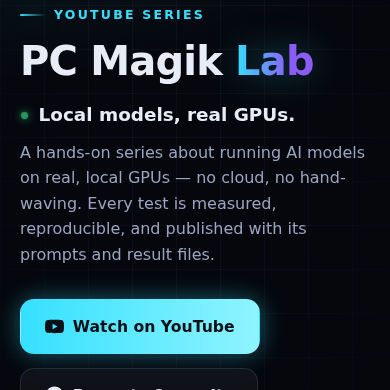 YOUTUBE SERIES
PC Magik Lab
Local models, real GPUs.
A hands-on series about running AI models
on real, local GPUs — no cloud, no hand-
waving. Every test is measured,
reproducible, and published with its
prompts and result files.
Watch on YouTube